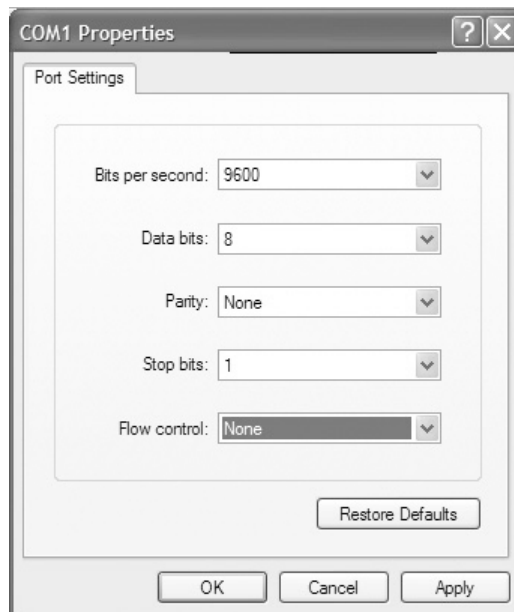 COM1 Properties
Port Settings
Bits per second: 9600
Data bits: 8
Parity: None
Stop bits: 1
Flow control: None
Restore Defaults
OK Cancel Apply